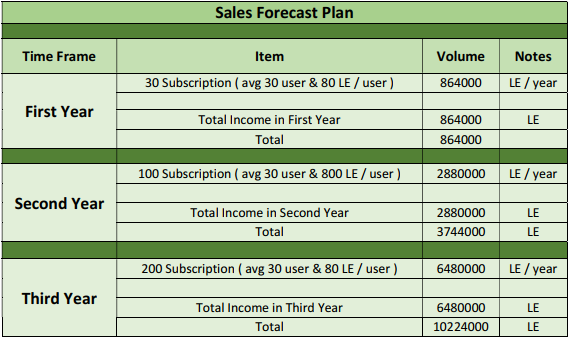 Sales Forecast Plan
Time Frame Item Volume Notes
First Year
30 Subscription ( avg 30 user & 80 LE / user ) 864000 LE / year
Total Income in First Year 864000 LE
Total 864000
Second Year
100 Subscription ( avg 30 user & 800 LE / user ) 2880000 LE / year
Total Income in Second Year 2880000 LE
Total 3744000 LE
Third Year
200 Subscription ( avg 30 user & 80 LE / user ) 6480000 LE / year
Total Income in Third Year 6480000 LE
Total 10224000 LE